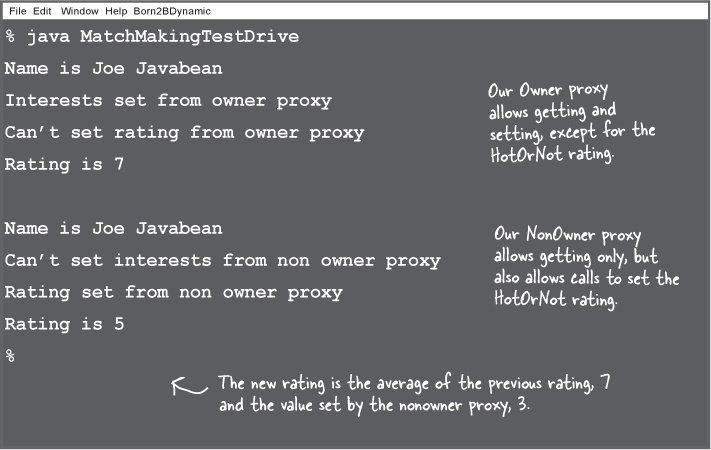 File Edit Window Help Born2BDynamic
% java MatchMakingTestDrive
Name is Joe Javabean
Interests set from owner proxy
Can't set rating from owner proxy
Rating is 7
Our Owner proxy
allows getting and
setting, except for the
HotOrNot rating.
Name is Joe Javabean
Can't set interests from non owner proxy
Rating set from non owner proxy
Rating is 5
%
Our NonOwner proxy
allows getting only, but
also allows calls to set the
HotOrNot rating.
The new rating is the average of the previous rating, 7
and the value set by the nonowner proxy, 3.